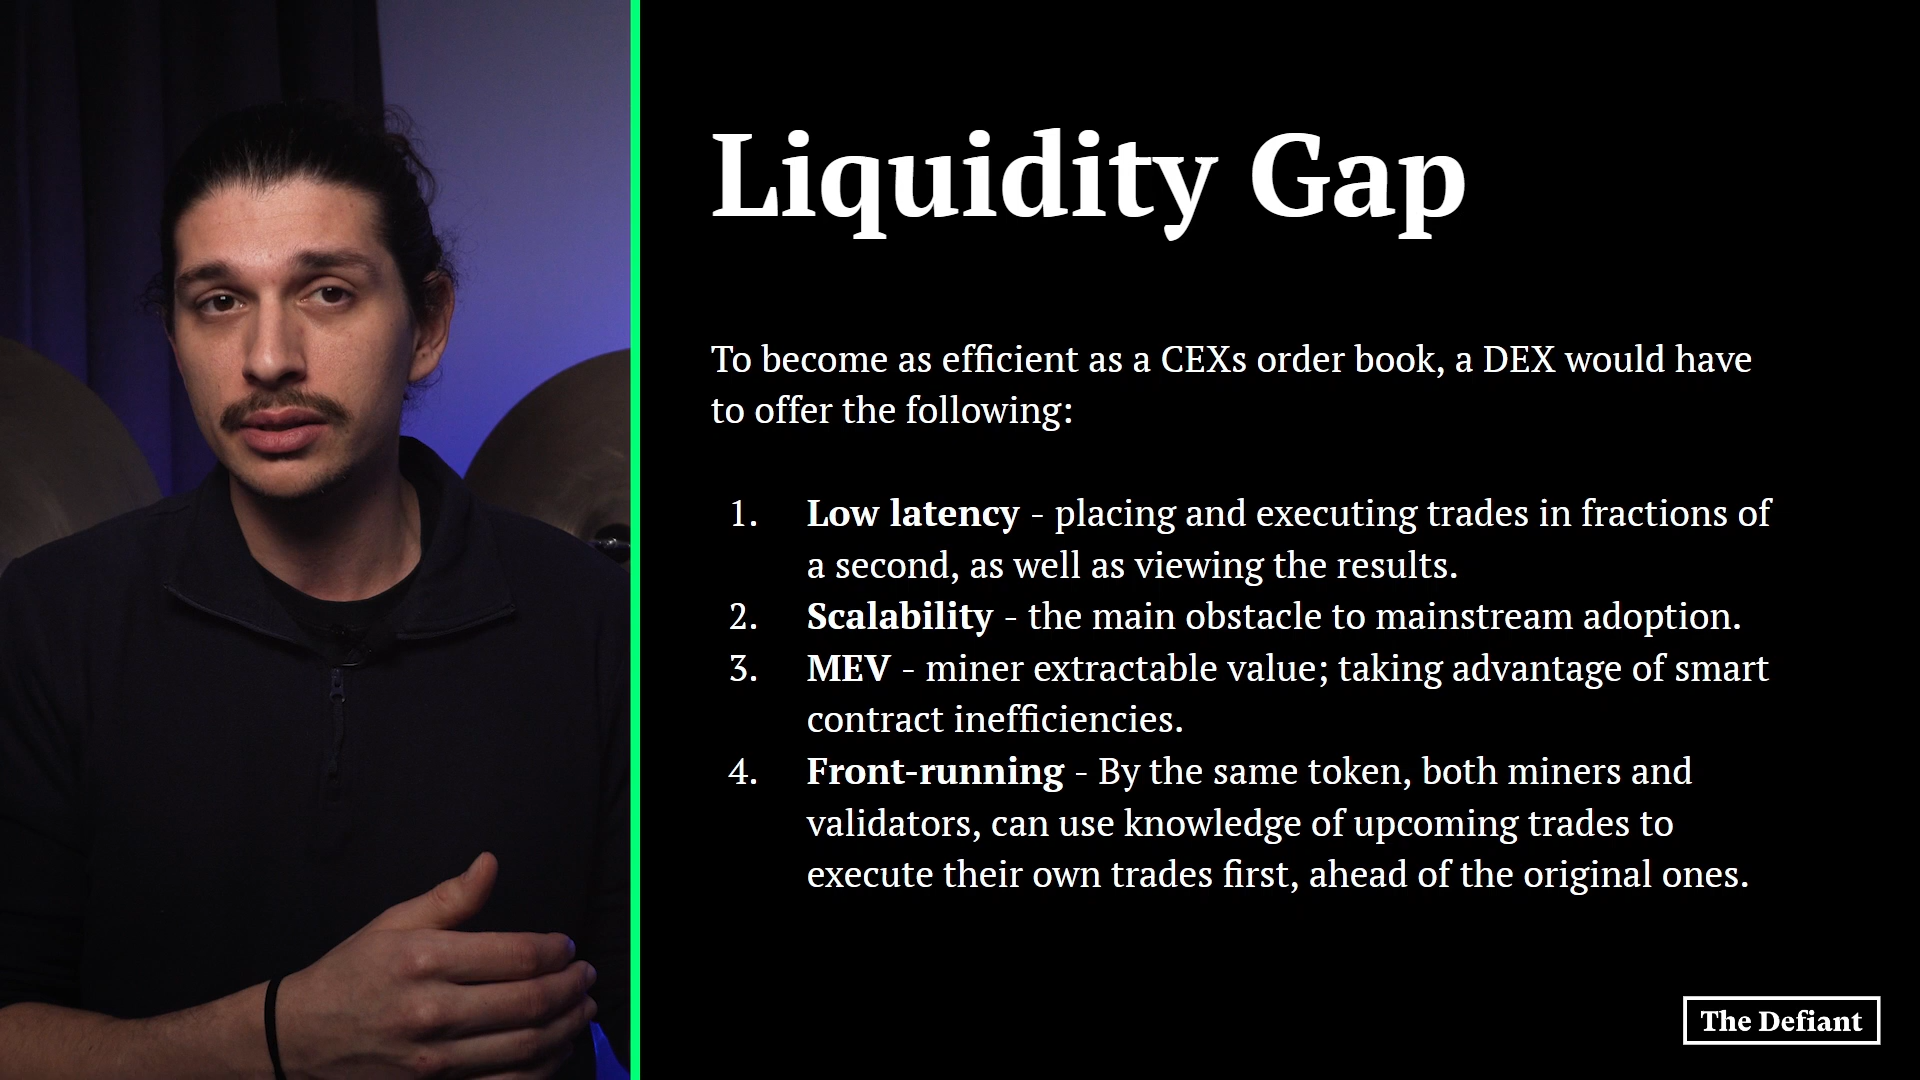 Liquidity Gap
To become as efficient as a CEXs order book, a DEX would have
to offer the following:
1. Low latency - placing and executing trades in fractions of
a second, as well as viewing the results.
2. Scalability - the main obstacle to mainstream adoption.
3. MEV - miner extractable value; taking advantage of smart
contract inefficiencies.
4. Front-running - By the same token, both miners and
validators, can use knowledge of upcoming trades to
execute their own trades first, ahead of the original ones.
The Defiant